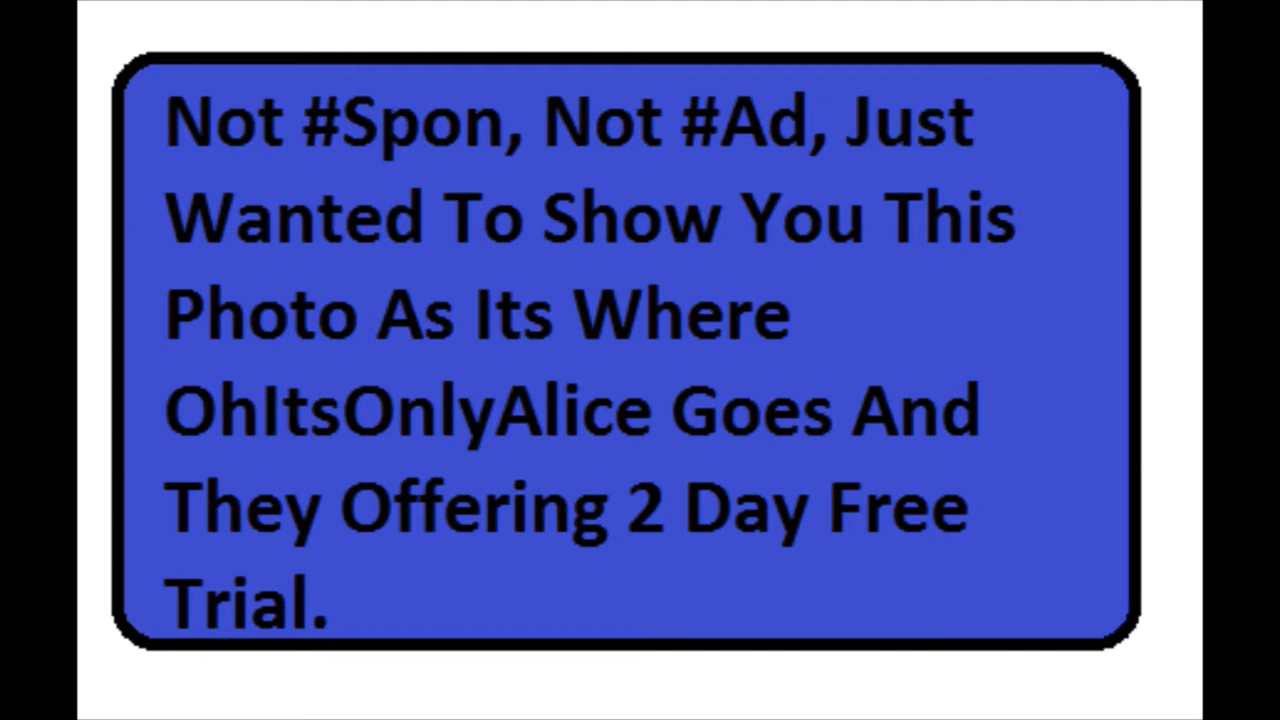 Not #Spon, Not #Ad, Just
Wanted To Show You This
Photo As Its Where
OhItsOnlyAlice Goes And
They Offering 2 Day Free
Trial.